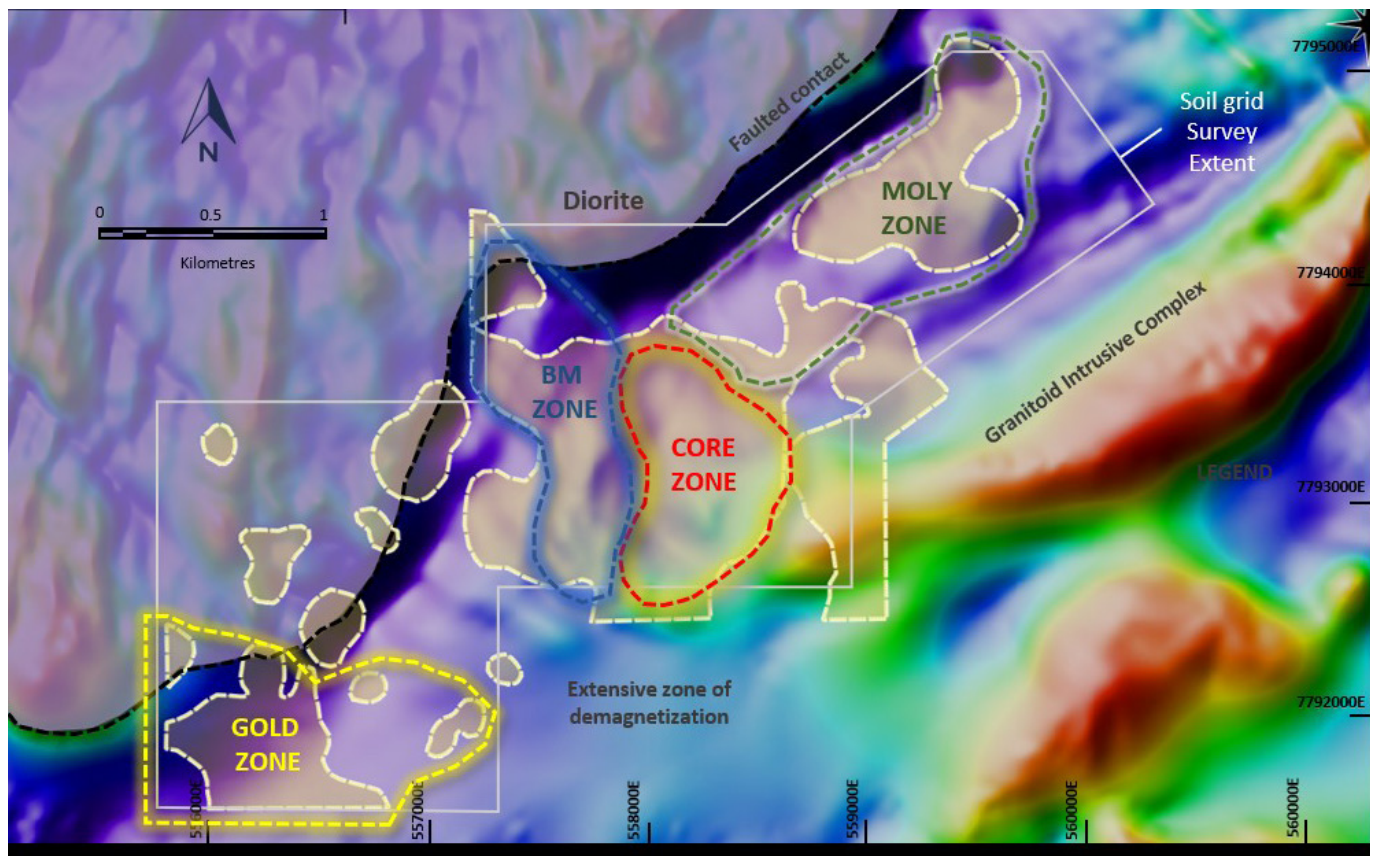 7795000E
Faulted contact
Soil grid
Survey
Extent
N
Diorite
MOLY
ZONE
0 0.5 1
Kilometres
7794000E
Granitoid Intrusive Complex
BM
ZONE
CORE
ZONE
LEGEND
7793000E
Extensive zone of
demagnetization
7792000E
GOLD
ZONE
556000E
557000E
558000E
559000E
560000E
560000E